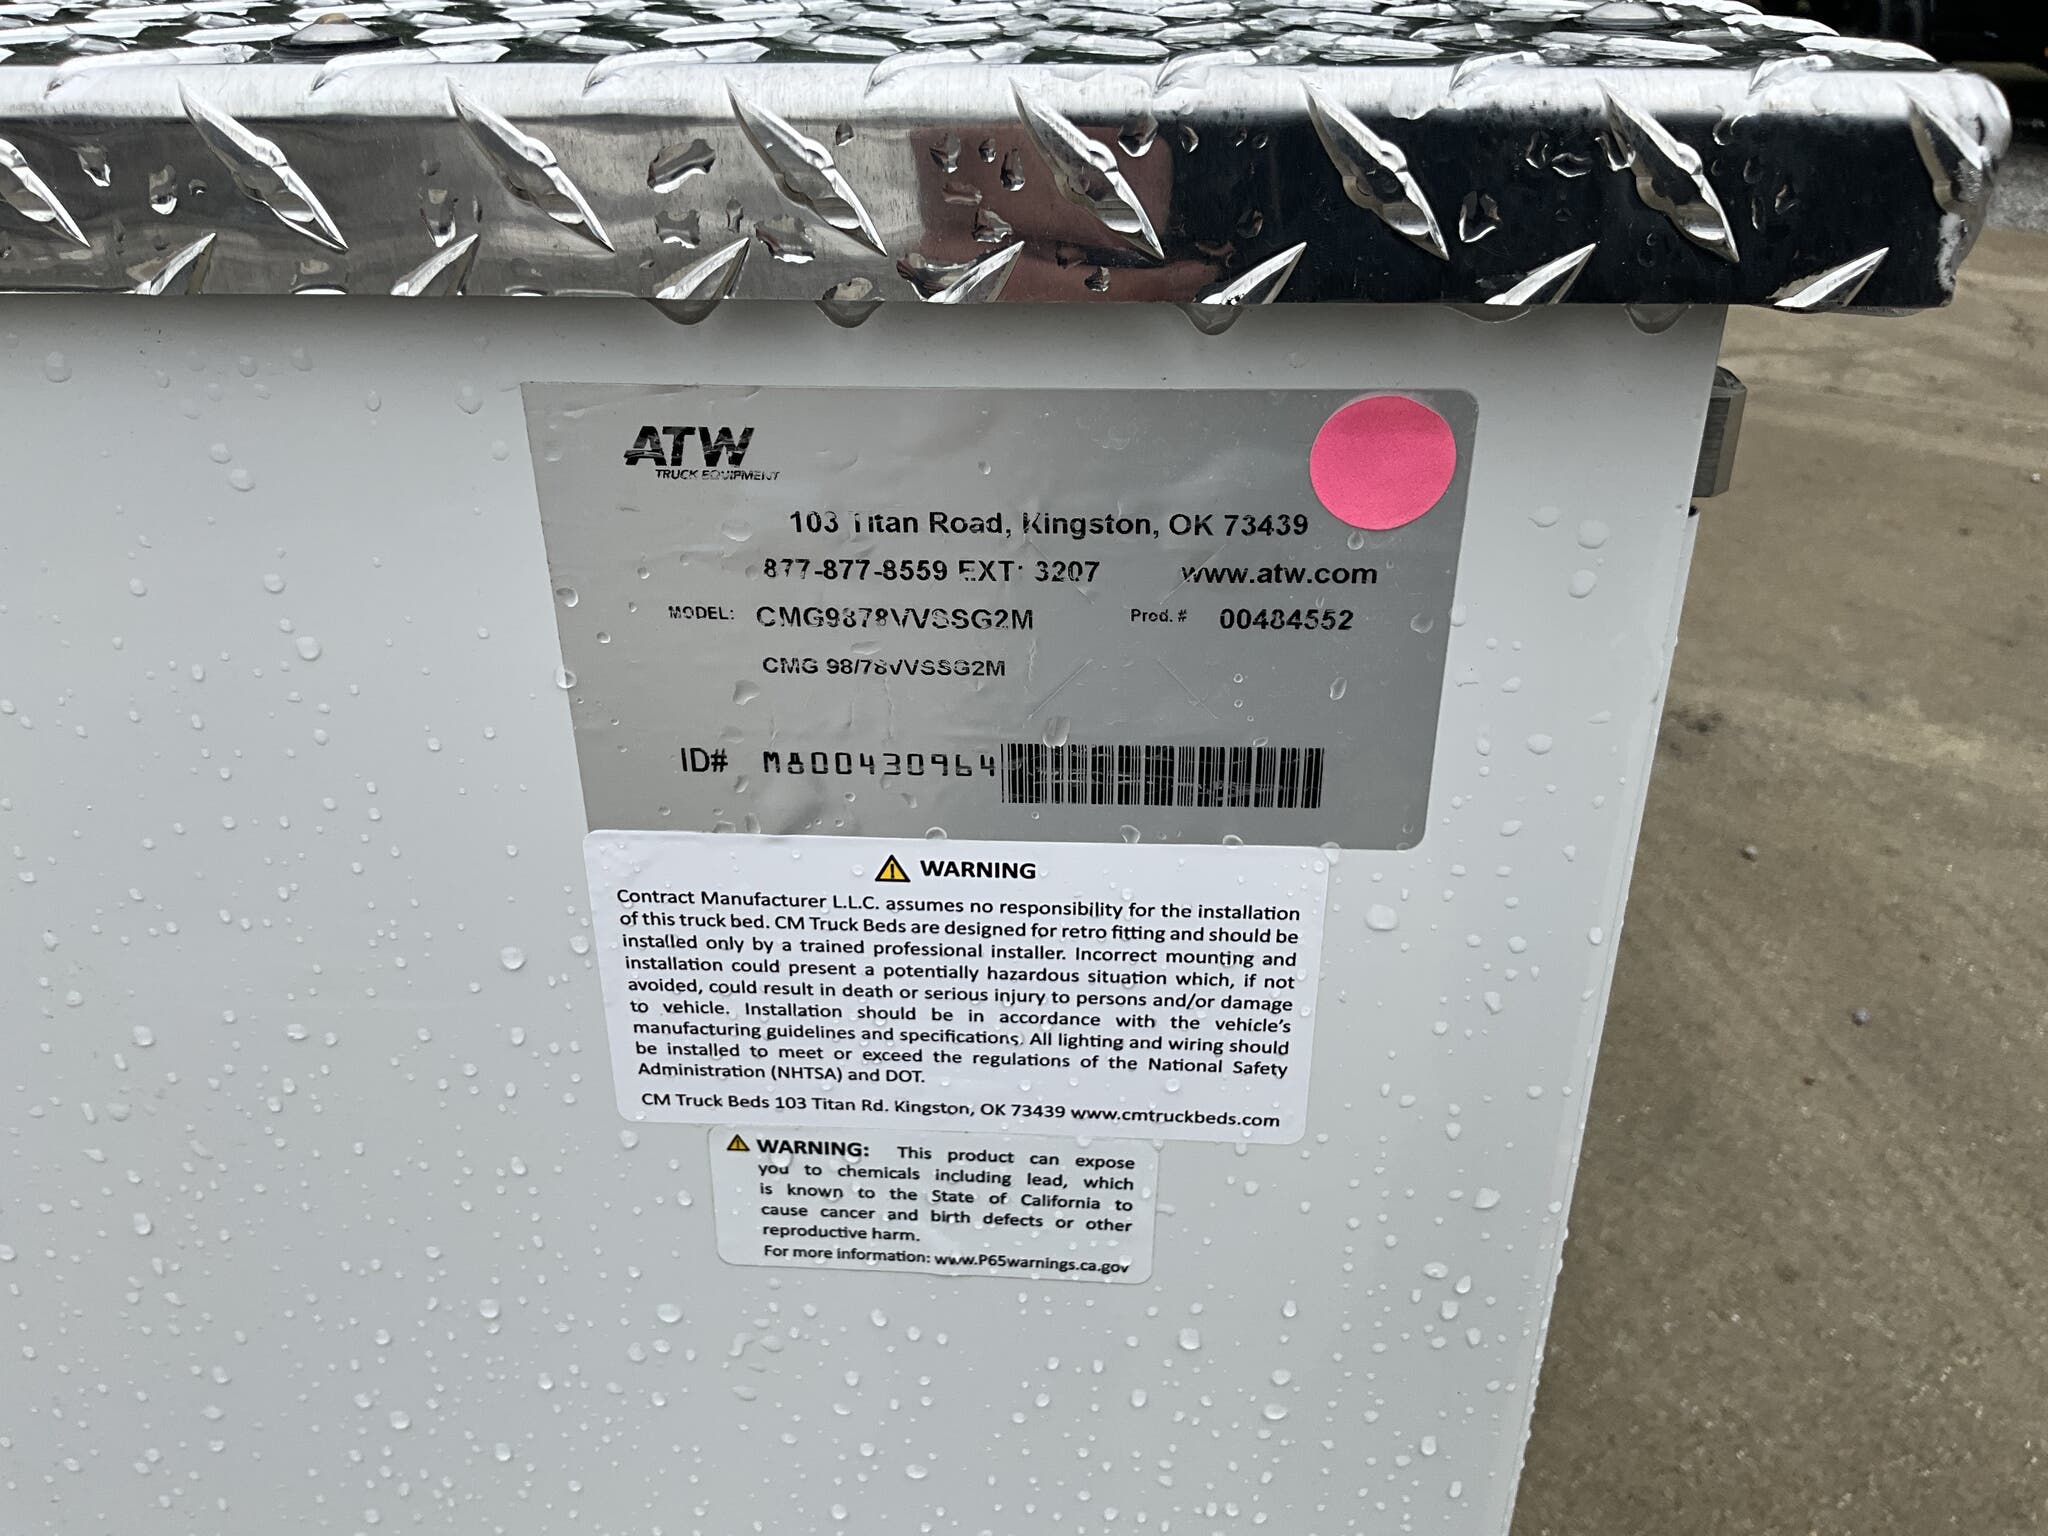 ATW
TRUCK EQUIPMENT
103 Titan Road, Kingston, OK 73439
877-877-8559 EXT: 3207 www.atw.com
MODEL: CMG9878VVSSG2M Prod. # 00484552
CMG 98/78VVSSG2M
ID# M800430964
WARNING
Contract Manufacturer L.L.C. assumes no responsibility for the installation
of this truck bed. CM Truck Beds are designed for retro fitting and should be
installed only by a trained professional installer. Incorrect mounting and
installation could present a potentially hazardous situation which, if not
avoided, could result in death or serious injury to persons and/or damage
to vehicle. Installation should be in accordance with the vehicle's
manufacturing guidelines and specifications. All lighting and wiring should
be installed to meet or exceed the regulations of the National Safety
Administration (NHTSA) and DOT.
CM Truck Beds 103 Titan Rd. Kingston, OK 73439 www.cmtruckbeds.com
WARNING: This product can expose
you to chemicals including lead, which
is known to the State of California to
cause cancer and birth defects or other
reproductive harm.
For more information: www.P65warnings.ca.gov